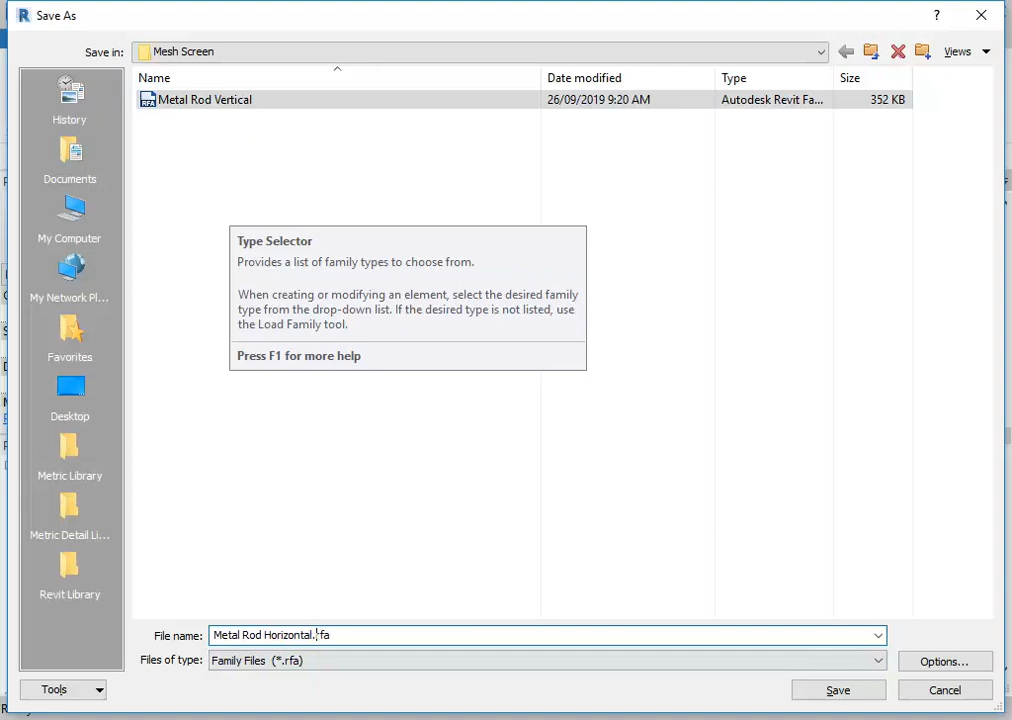 Save As
?
Save in:
Mesh Screen
Views
Name
Date modified
Type
Size
Metal Rod Vertical
26/09/2019 9:20 AM
Autodesk Revit Fa...
352 KB
History
Documents
My Computer
My Network Pl...
Favorites
Desktop
Metric Library
Metric Detail Li...
Revit Library
Type Selector
Provides a list of family types to choose from.
When creating or modifying an element, select the desired family
type from the drop-down list. If the desired type is not listed, use
the Load Family tool.
Press F1 for more help
File name:
Metal Rod Horizontal.rfa
Files of type:
Family Files (*.rfa)
Options...
Tools
Save
Cancel